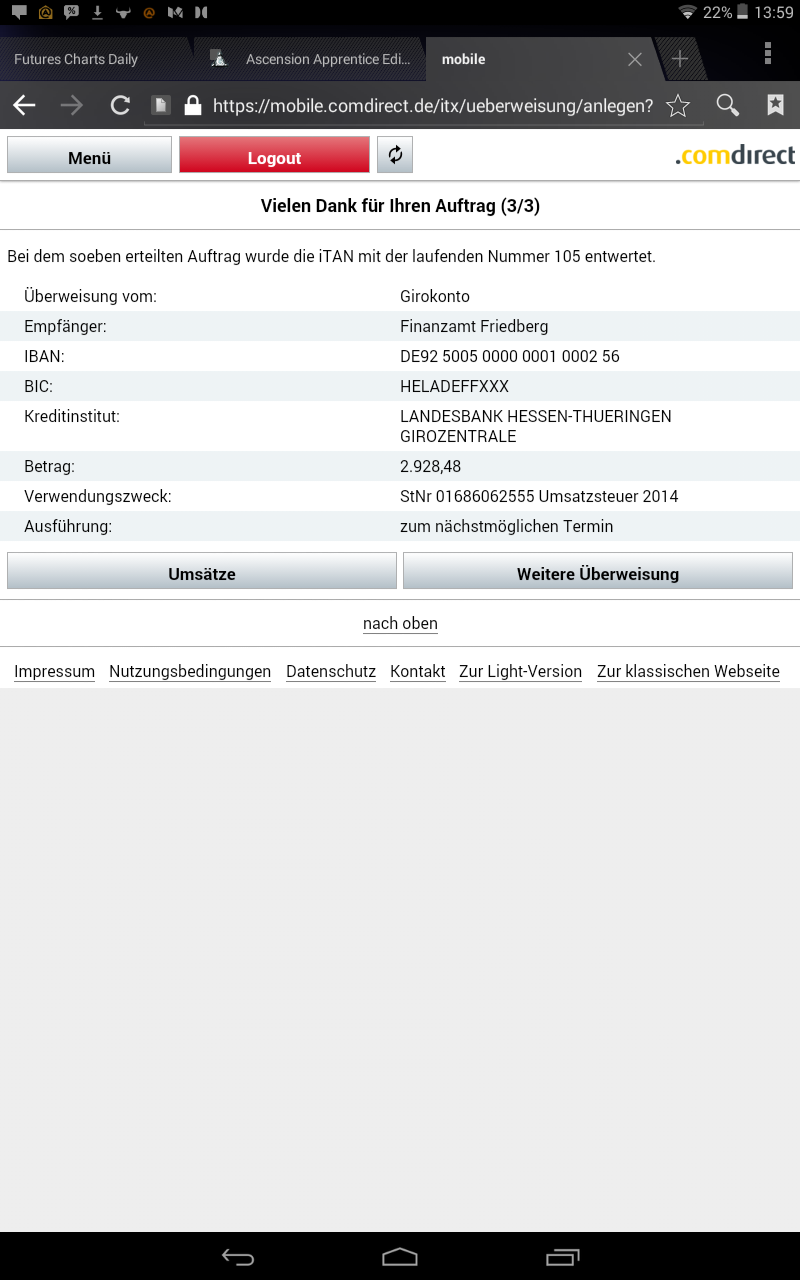 22% 13:59
Futures Charts Daily Ascension Apprentice Edi... mobile
https://mobile.comdirect.de/itx/ueberweisung/anlegen?
Menü Logout .comdirect
Vielen Dank für Ihren Auftrag (3/3)
Bei dem soeben erteilten Auftrag wurde die iTAN mit der laufenden Nummer 105 entwertet.
Überweisung vom: Girokonto
Empfänger: Finanzamt Friedberg
IBAN: DE92 5005 0000 0001 0002 56
BIC: HELADEFFXXX
Kreditinstitut: LANDESBANK HESSEN-THUERINGEN
GIROZENTRALE
Betrag: 2.928,48
Verwendungszweck: StNr 01686062555 Umsatzsteuer 2014
Ausführung: zum nächstmöglichen Termin
Umsätze Weitere Überweisung
nach oben
Impressum Nutzungsbedingungen Datenschutz Kontakt Zur Light-Version Zur klassischen Webseite